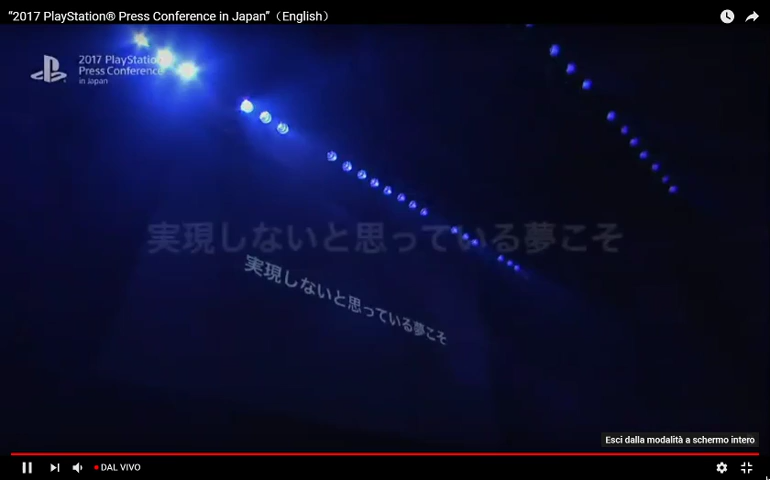 "2017 PlayStation® Press Conference in Japan"（English）
2017 PlayStation
Press Conference
in Japan
実現しないと思っている夢こそ
実現しないと思っている夢こそ
Esci dalla modalità a schermo intero
DAL VIVO